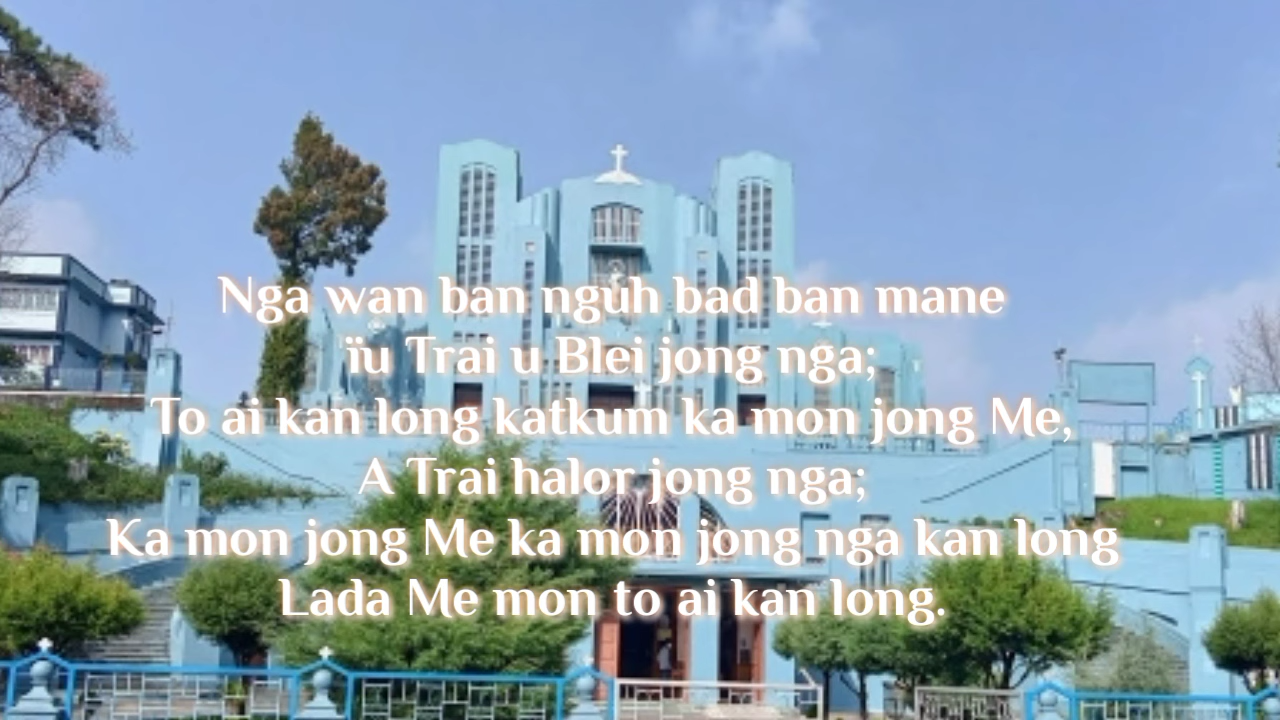 Nga wan ban nguh bad ban mane
ïu Trai u Blei jong nga;
To ai kan long katkum ka mon jong Me,
A Trai halor jong nga;
Ka mon jong Me ka mon jong nga kan long
Lada Me mon to ai kan long.